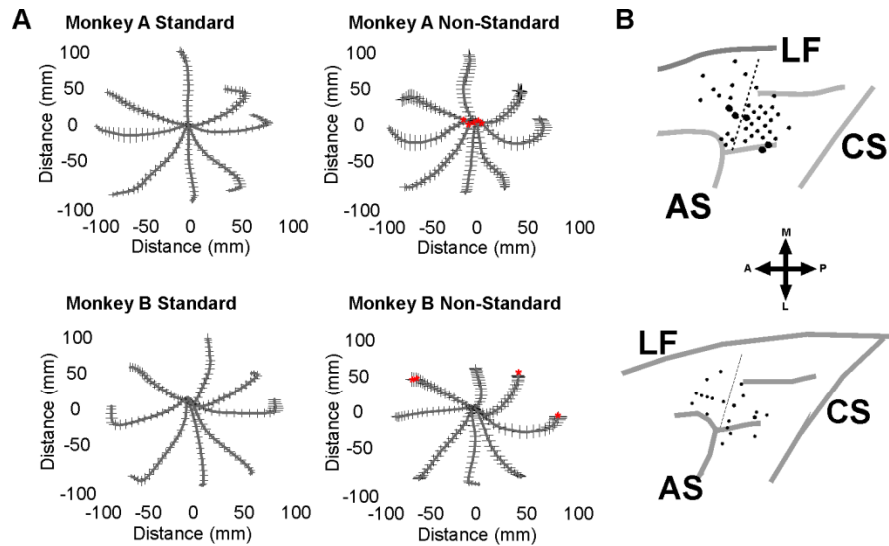 A
Monkey A Standard
Distance (mm)
100
50
0
-50
-100
-100 -50 0 50 100
Distance (mm)
Monkey A Non-Standard
Distance (mm)
100
50
0
-50
-100
-100 -50 0 50 100
Distance (mm)
Monkey B Standard
Distance (mm)
100
50
0
-50
-100
-100 -50 0 50 100
Distance (mm)
Monkey B Non-Standard
Distance (mm)
100
50
0
-50
-100
-100 -50 0 50 100
Distance (mm)
B
LF
CS
AS
M
A P
L
LF
CS
AS